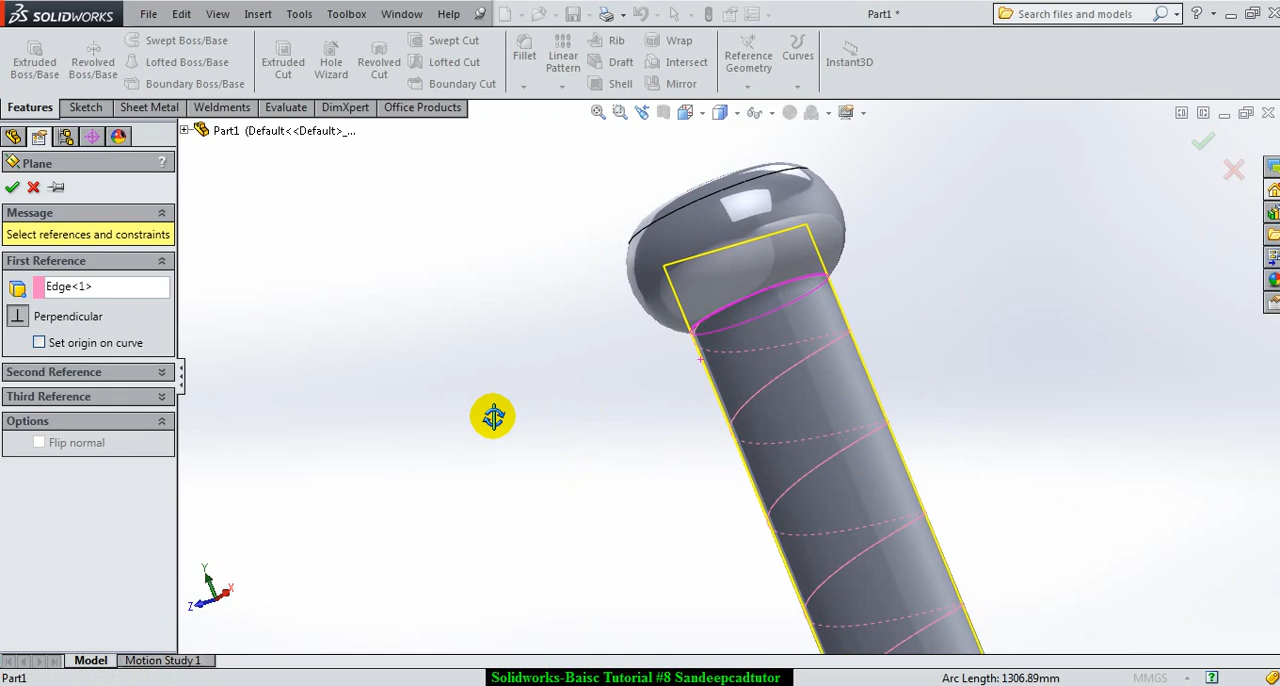 SOLIDWORKS File Edit View Insert Tools Toolbox Window Help Part1 * Search files and models
Extruded Boss/Base
Revolved Boss/Base
Swept Boss/Base
Lofted Boss/Base
Boundary Boss/Base
Extruded Cut
Hole Wizard
Revolved Cut
Swept Cut
Lofted Cut
Boundary Cut
Fillet
Linear Pattern
Rib
Draft
Shell
Wrap
Intersect
Mirror
Reference Geometry
Curves
Instant3D
Features Sketch Sheet Metal Weldments Evaluate DimXpert Office Products
Part1 (Default<<Default>_...
Plane ?
Message
Select references and constraints
First Reference
Edge<1>
Perpendicular
Set origin on curve
Second Reference
Third Reference
Options
Flip normal
Y
X
Z
Model Motion Study 1
Part1 Solidworks-Baisc Tutorial #8 Sandeepcadtutor Arc Length: 1306.89mm MMGS ?